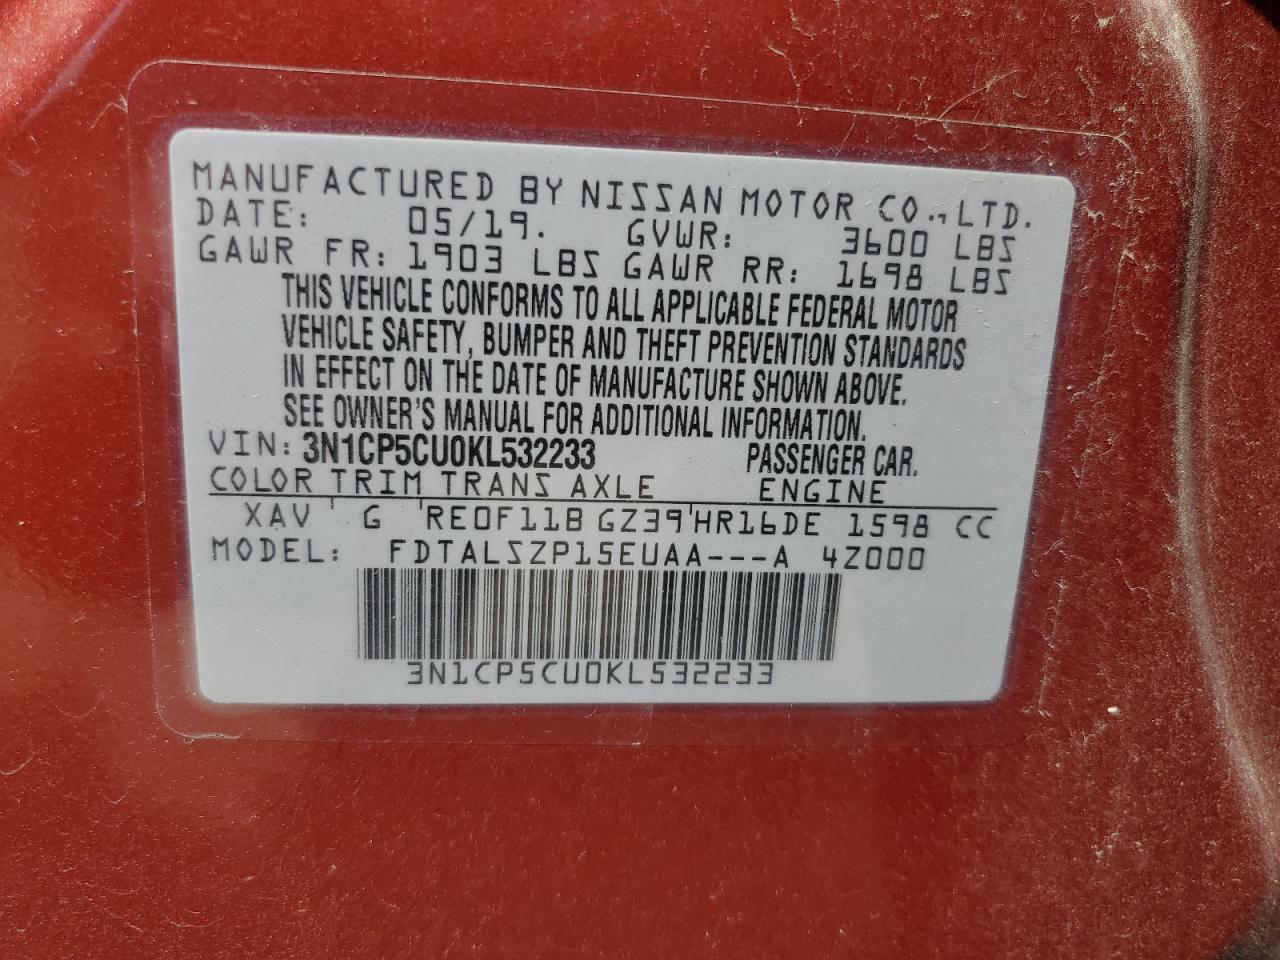 MANUFACTURED BY NISSAN MOTOR CO., LTD.
DATE: 05/19. GVWR: 3600 LBS
GAWR FR: 1903 LBS GAWR RR: 1698 LBS
THIS VEHICLE CONFORMS TO ALL APPLICABLE FEDERAL MOTOR
VEHICLE SAFETY, BUMPER AND THEFT PREVENTION STANDARDS
IN EFFECT ON THE DATE OF MANUFACTURE SHOWN ABOVE.
SEE OWNER'S MANUAL FOR ADDITIONAL INFORMATION.
VIN: 3N1CP5CU0KL532233 PASSENGER CAR.
COLOR TRIM TRANS AXLE ENGINE
XAV ' G 'RE0F11B GZ39'HR16DE 1598 CC
MODEL: FDTALSZP15EUAA---A 4Z000
3N1CP5CU0KL532233